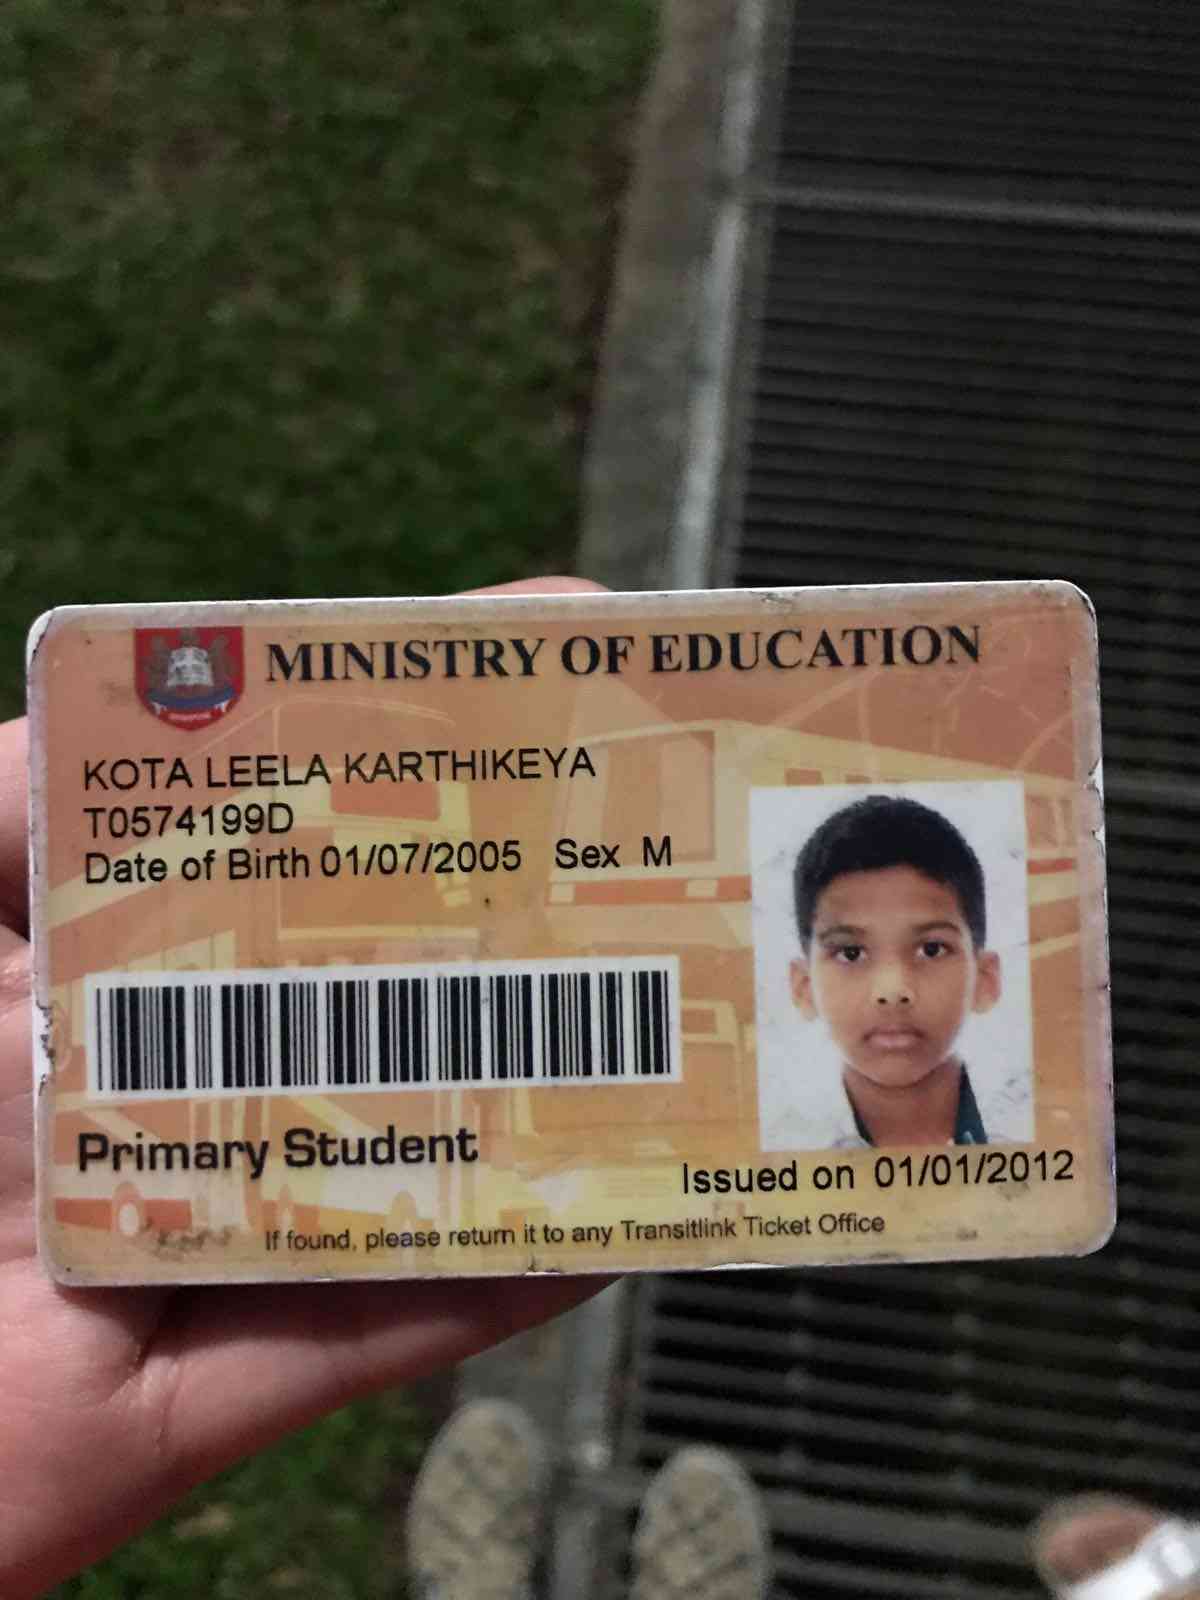 MINISTRY OF EDUCATION
KOTA LEELA KARTHIKEYA
T0574199D
Date of Birth 01/07/2005 Sex M
Primary Student
Issued on 01/01/2012
If found, please return it to any Transitlink Ticket Office